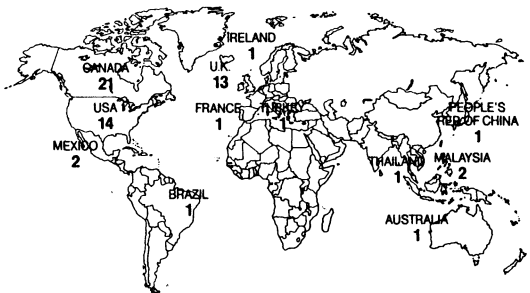 IRELAND
1
CANADA
21
U.K.
13
USA
14
FRANCE
1
1
PEOPLE'S
REP OF CHINA
1
MEXICO
2
THAILAND
1
MALAYSIA
2
BRAZIL
1
AUSTRALIA
1